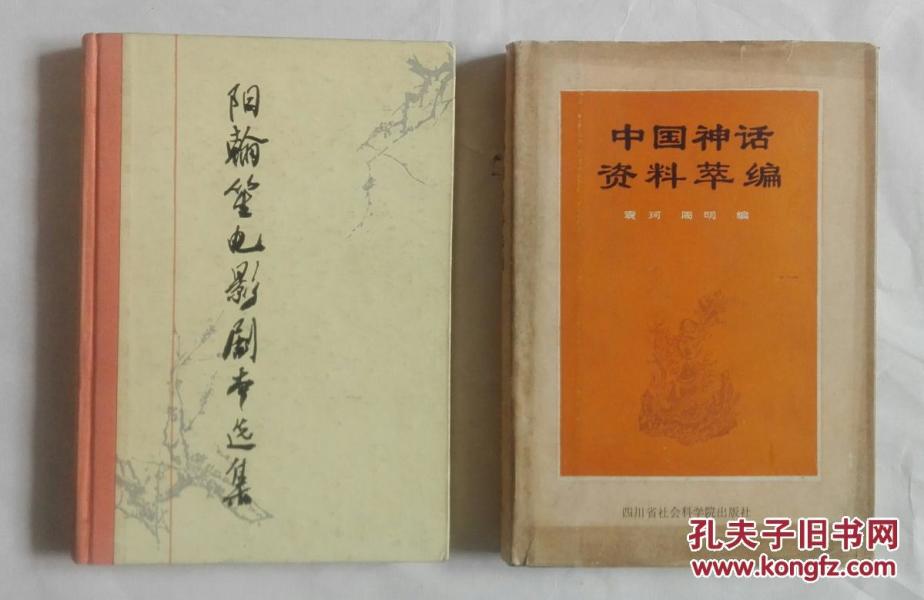 阳翰笙电影剧本选集
中国神话
资料萃编
袁珂 周明 编
四川省社会科学院出版社
孔夫子旧书网
www.kongfz.com